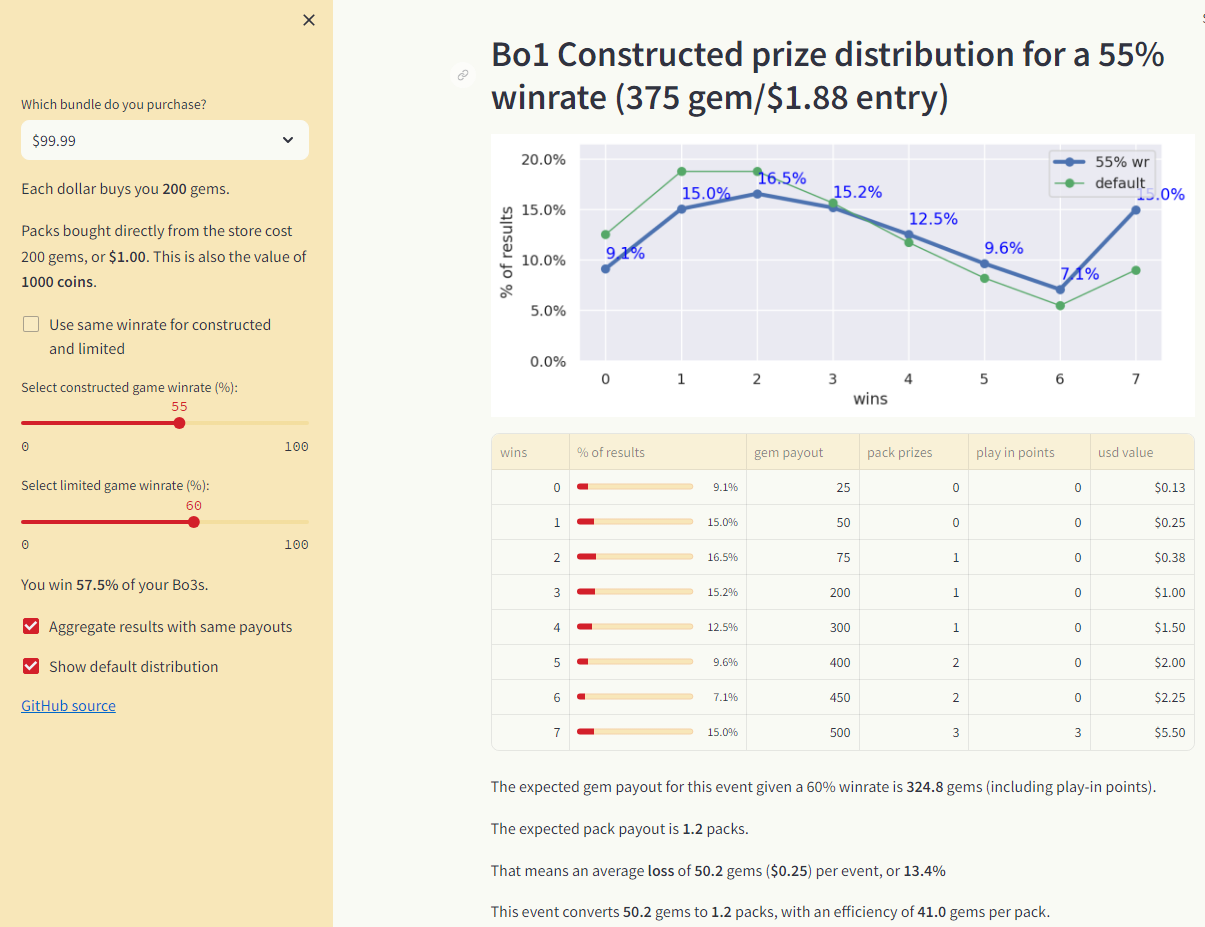 Which bundle do you purchase?
$99.99
Each dollar buys you 200 gems.
Packs bought directly from the store cost
200 gems, or $1.00. This is also the value of
1000 coins.
Use same winrate for constructed
and limited
Select constructed game winrate (%):
55
0 100
Select limited game winrate (%):
60
0 100
You win 57.5% of your Bo3s.
Aggregate results with same payouts
Show default distribution
GitHub source
Bo1 Constructed prize distribution for a 55%
winrate (375 gem/$1.88 entry)
20.0%
15.0%
10.0%
5.0%
0.0%
% of results
9.1% 15.0% 16.5% 15.2% 12.5% 9.6% 7.1% 15.0%
55% wr
default
0 1 2 3 4 5 6 7
wins
wins % of results gem payout pack prizes play in points usd value
0 9.1% 25 0 0 $0.13
1 15.0% 50 0 0 $0.25
2 16.5% 75 1 0 $0.38
3 15.2% 200 1 0 $1.00
4 12.5% 300 1 0 $1.50
5 9.6% 400 2 0 $2.00
6 7.1% 450 2 0 $2.25
7 15.0% 500 3 3 $5.50
The expected gem payout for this event given a 60% winrate is 324.8 gems (including play-in points).
The expected pack payout is 1.2 packs.
That means an average loss of 50.2 gems ($0.25) per event, or 13.4%
This event converts 50.2 gems to 1.2 packs, with an efficiency of 41.0 gems per pack.